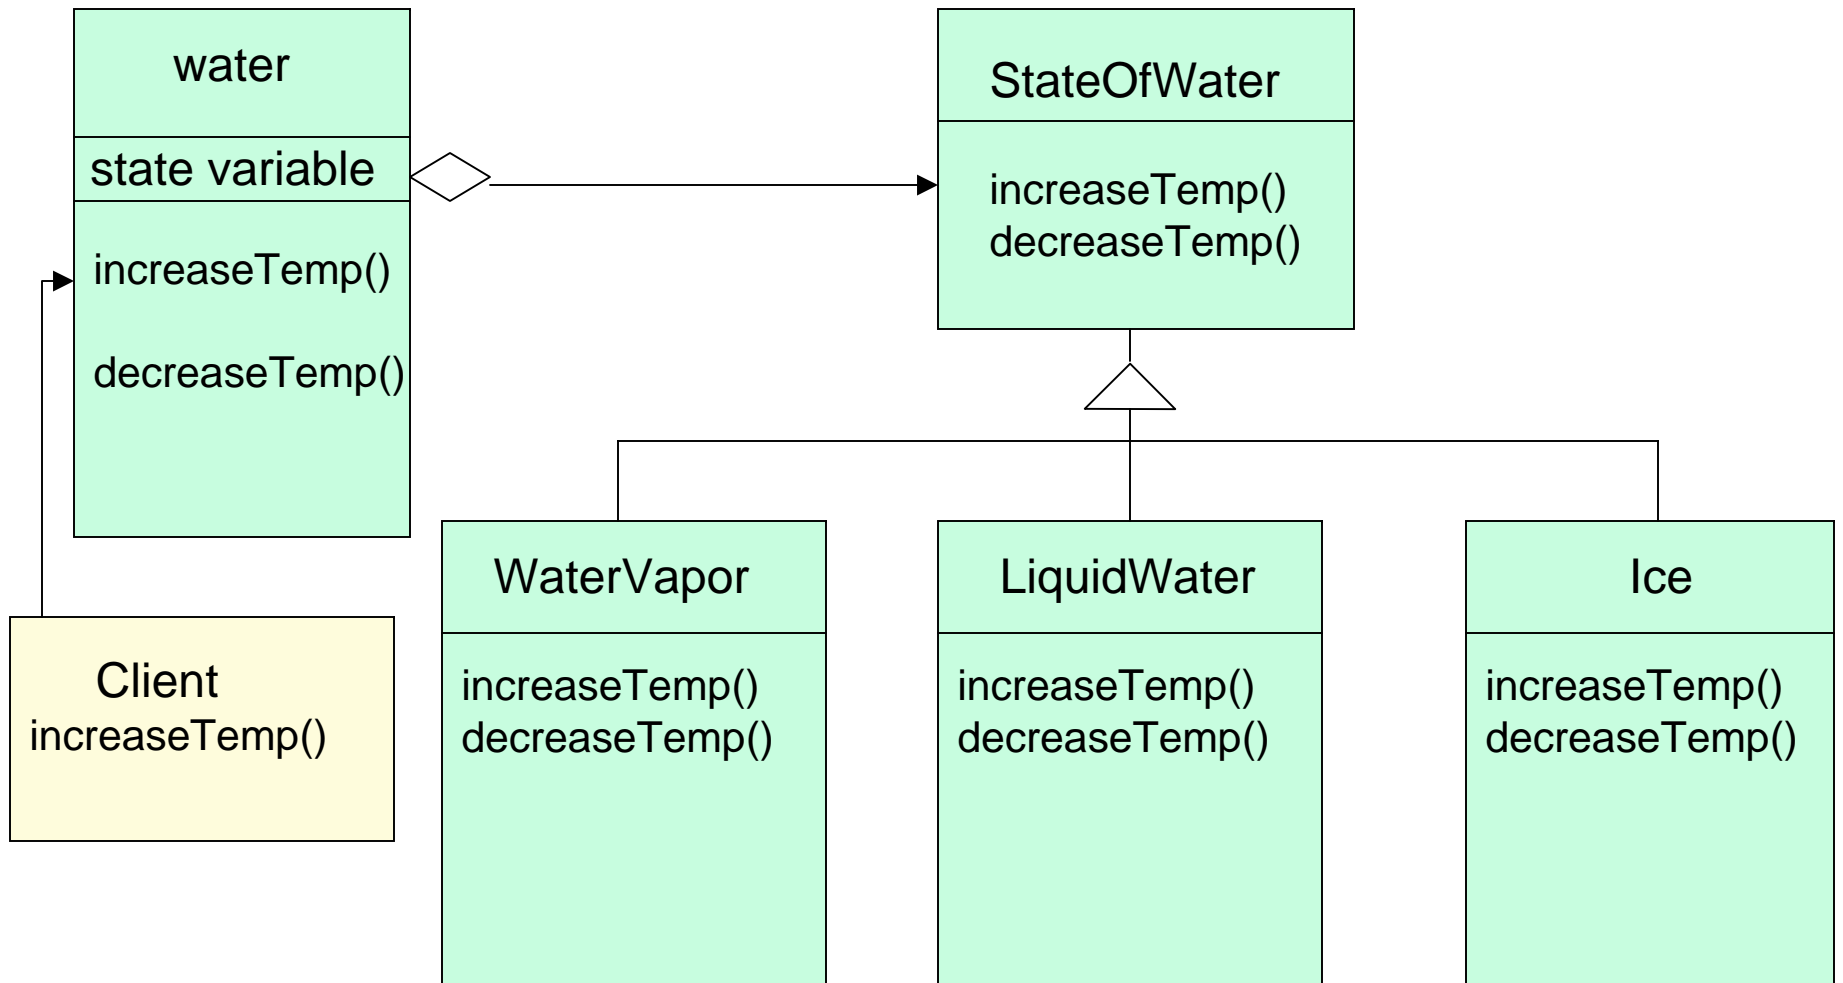 water
state variable
increaseTemp()
decreaseTemp()
StateOfWater
increaseTemp()
decreaseTemp()
Client
increaseTemp()
WaterVapor
increaseTemp()
decreaseTemp()
LiquidWater
increaseTemp()
decreaseTemp()
Ice
increaseTemp()
decreaseTemp()